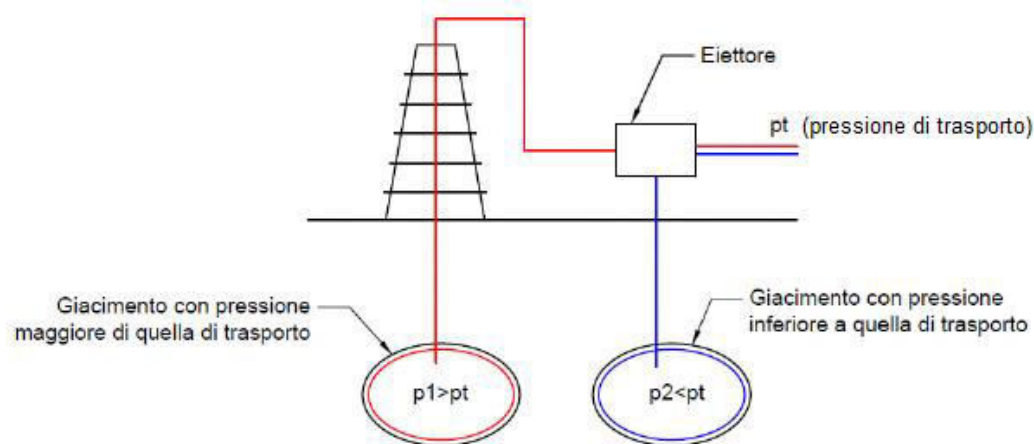 Eiettore
pt (pressione di trasporto)
Giacimento con pressione
maggiore di quella di trasporto
Giacimento con pressione
inferiore a quella di trasporto
p1>pt
p2<pt